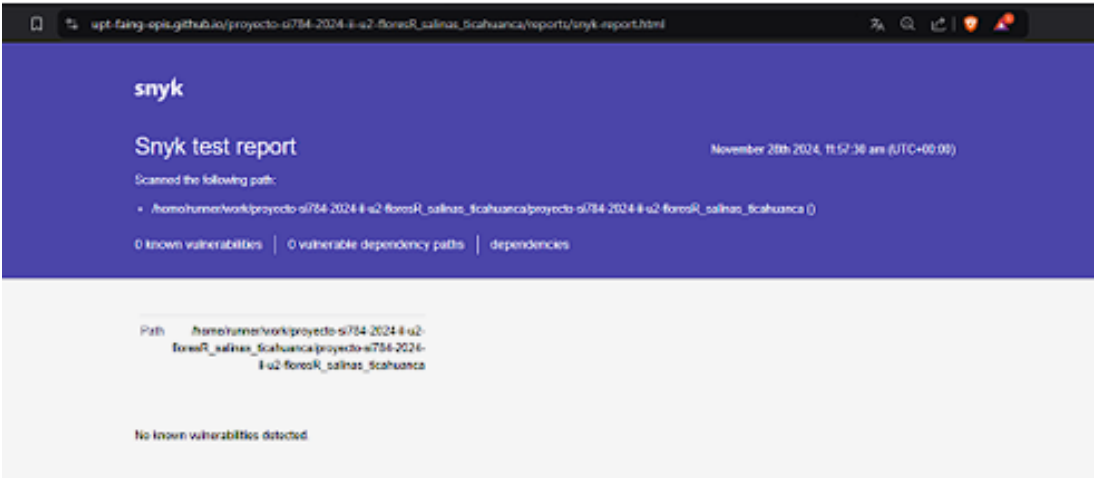 upt-faing-epis.github.io/proyecto-si784-2024-ii-u2-floresR_salinas_ticahuanca/reports/snyk-report.html
snyk
Snyk test report
November 28th 2024, 11:57:30 am (UTC+00:00)
Scanned the following path:
• /home/runner/work/proyecto-si784-2024-ii-u2-floresR_salinas_ticahuanca/proyecto-si784-2024-ii-u2-floresR_salinas_ticahuanca ()
0 known vulnerabilities | 0 vulnerable dependency paths | dependencies
Path /home/runner/work/proyecto-si784-2024-ii-u2-
floresR_salinas_ticahuanca/proyecto-si784-2024-
ii-u2-floresR_salinas_ticahuanca
No known vulnerabilities detected.